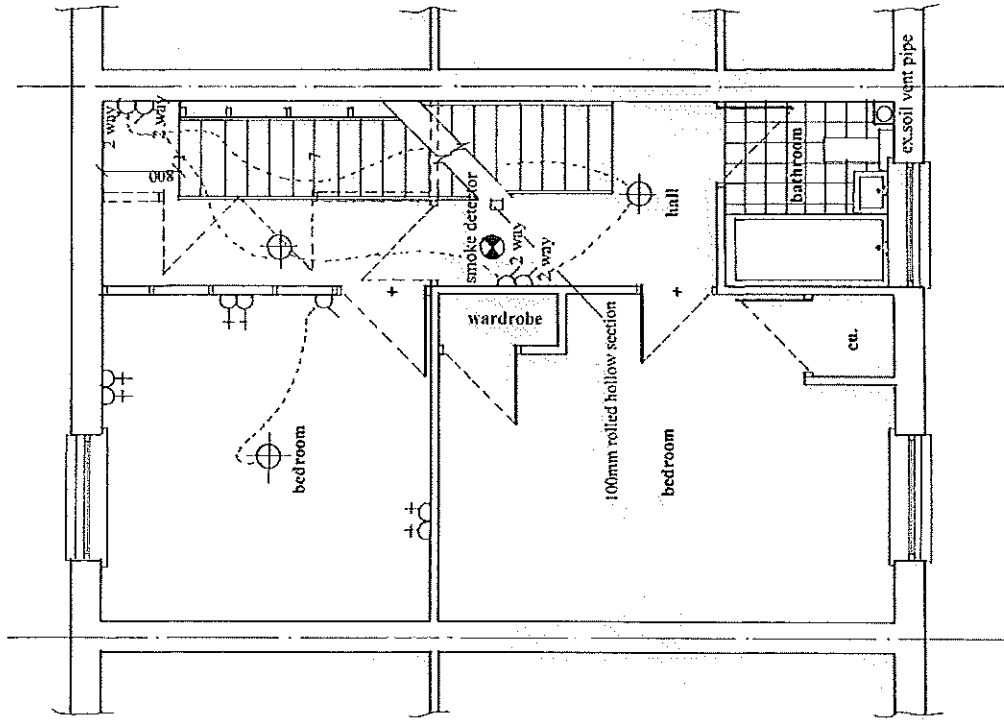 2 way
2 way
800
7
smoke detector
2 way
2 way
hall
bathroom
ex.soil vent pipe
wardrobe
100mm rolled hollow section
bedroom
bedroom
cu.